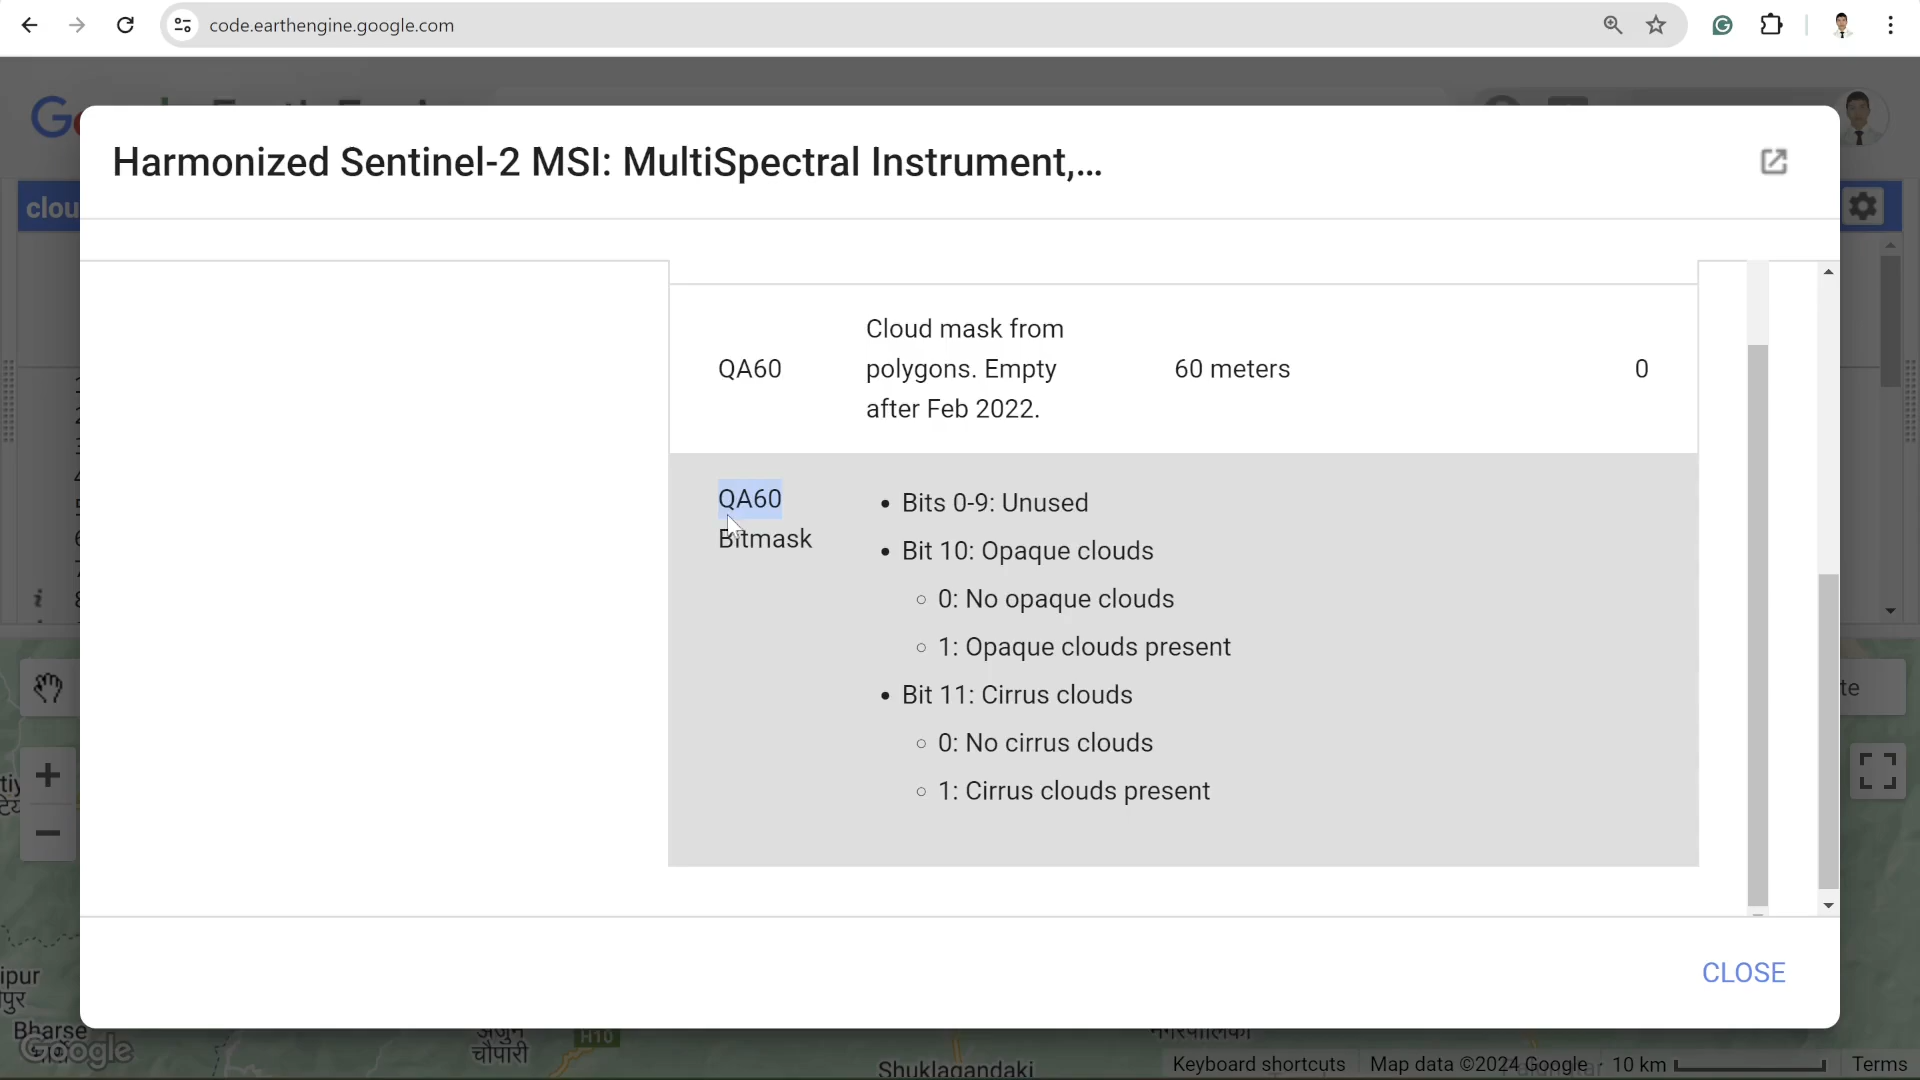 code.earthengine.google.com
Harmonized Sentinel-2 MSI: MultiSpectral Instrument,...
clou
QA60
Cloud mask from
polygons. Empty
after Feb 2022.
60 meters
0
QA60
Bitmask
• Bits 0-9: Unused
• Bit 10: Opaque clouds
○ 0: No opaque clouds
○ 1: Opaque clouds present
• Bit 11: Cirrus clouds
○ 0: No cirrus clouds
○ 1: Cirrus clouds present
te
CLOSE
ipur
Bharse
Google
H10
चौपारी
Shuklagandaki
Keyboard shortcuts
Map data ©2024 Google
10 km
Terms